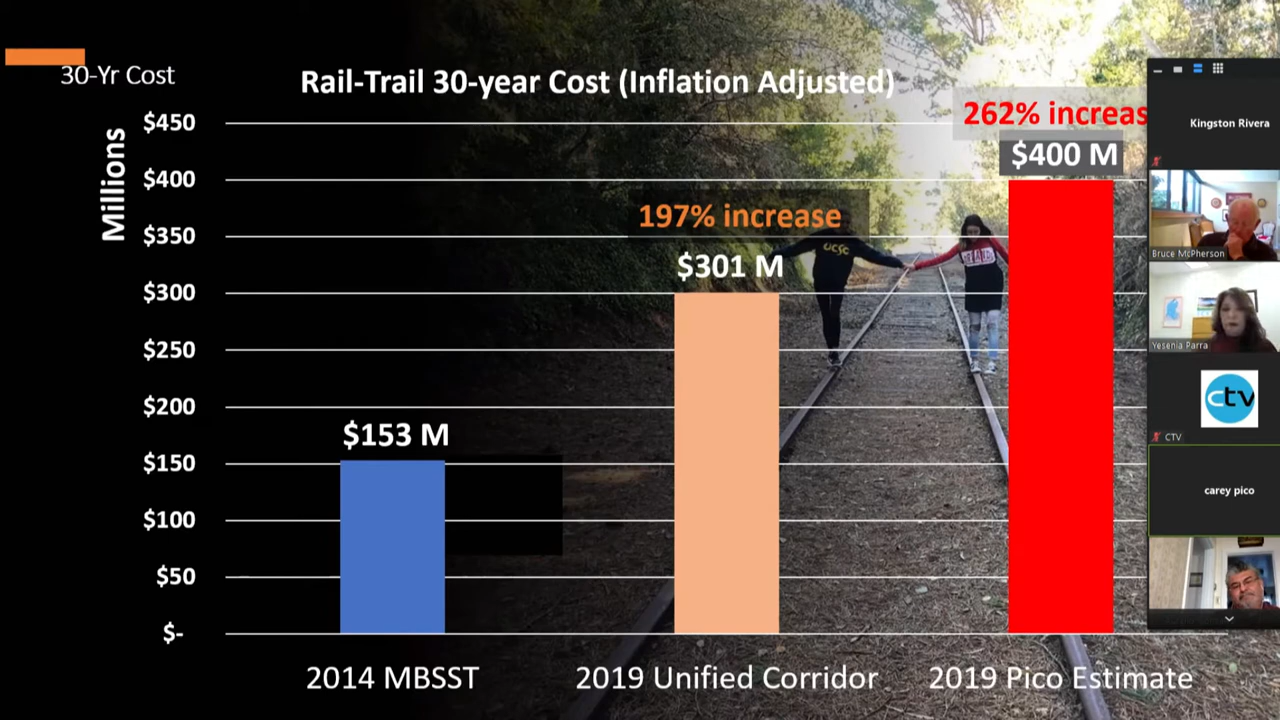 30-Yr Cost
Rail-Trail 30-year Cost (Inflation Adjusted)
Millions
$450
$400
$350
$300
$250
$200
$150
$100
$50
$-
$153 M
197% increase
$301 M
262% increas
$400 M
UCSC
2014 MBSST
2019 Unified Corridor
2019 Pico Estimate
Kingston Rivera
Bruce McPherson
Yesenia Parra
ctv
CTV
carey pico